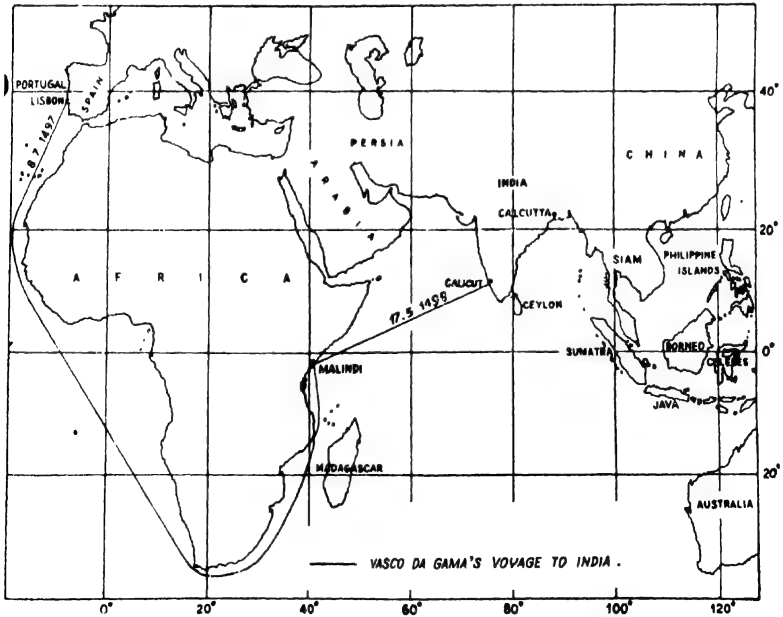 PORTUGAL
LISBON
SPAIN
8.7.1497
40°
PERSIA
CHINA
ARABIA
INDIA
CALCUTTA
20°
SIAM
PHILIPPINE
ISLANDS
AFRICA
CALICUT
17.5.1498
CEYLON
0°
MALINDI
SUMATRA
BORNEO
CELEBES
JAVA
MADAGASCAR
20°
AUSTRALIA
VASCO DA GAMA'S VOYAGE TO INDIA.
0° 20° 40° 60° 80° 100° 120°